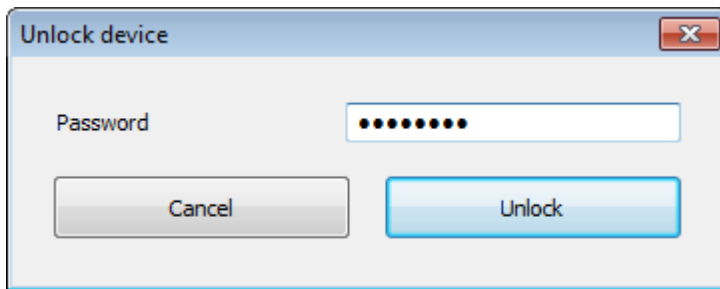 Unlock device
Password ●●●●●●●●
Cancel Unlock